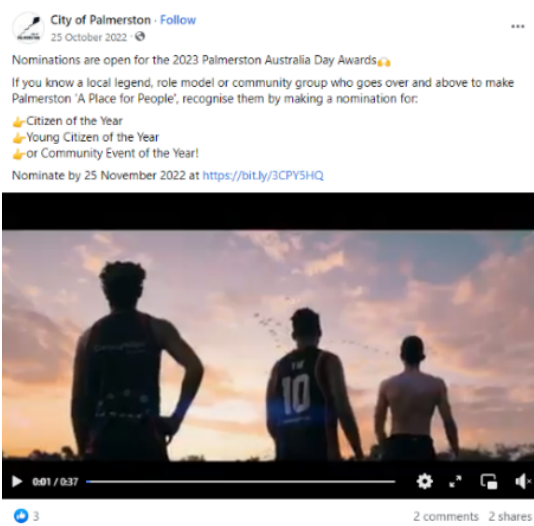 City of Palmerston · Follow
25 October 2022 ·
Nominations are open for the 2023 Palmerston Australia Day Awards🙌
If you know a local legend, role model or community group who goes over and above to make
Palmerston 'A Place for People', recognise them by making a nomination for:
👉Citizen of the Year
👉Young Citizen of the Year
👉or Community Event of the Year!
Nominate by 25 November 2022 at https://bit.ly/3CPY5HQ
10
0:01 / 0:37
3
2 comments 2 shares